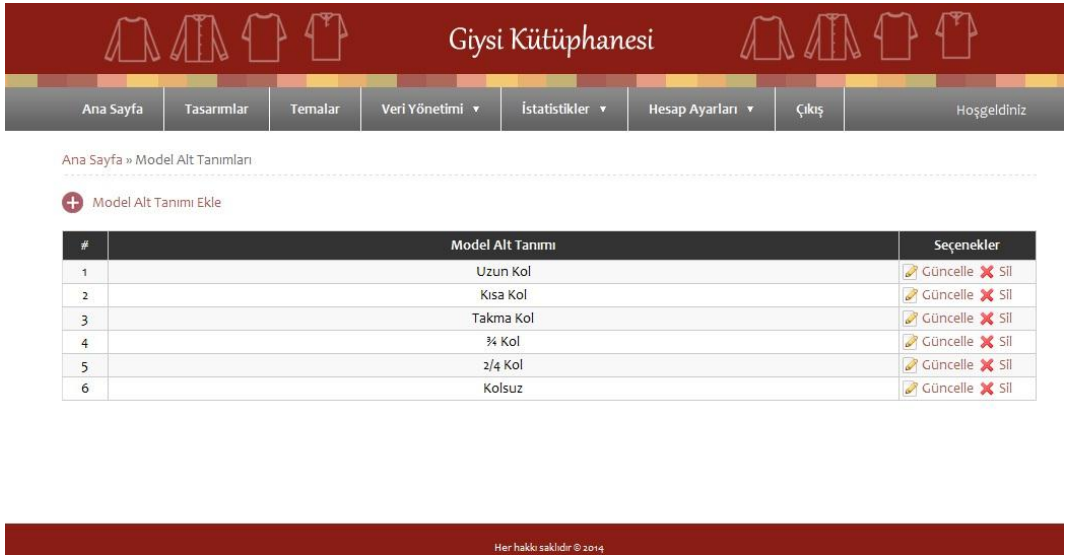 Giysi Kütüphanesi
Ana Sayfa Tasarımlar Temalar Veri Yönetimi ▼ İstatistikler ▼ Hesap Ayarları ▼ Çıkış Hoşgeldiniz
Ana Sayfa » Model Alt Tanımları
Model Alt Tanımı Ekle
# Model Alt Tanımı Seçenekler
1 Uzun Kol Güncelle Sil
2 Kısa Kol Güncelle Sil
3 Takma Kol Güncelle Sil
4 ¾ Kol Güncelle Sil
5 2/4 Kol Güncelle Sil
6 Kolsuz Güncelle Sil
Her hakkı saklıdır © 2014